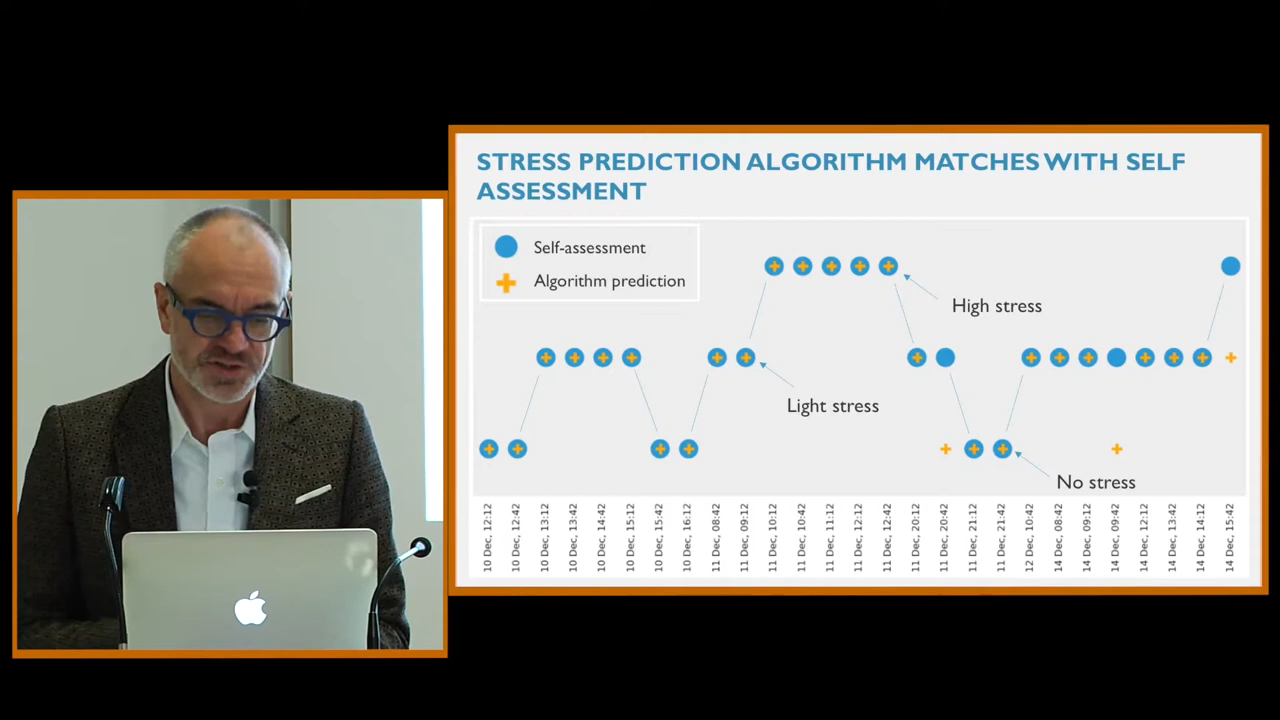 STRESS PREDICTION ALGORITHM MATCHES WITH SELF
ASSESSMENT
Self-assessment
Algorithm prediction
High stress
Light stress
No stress
10 Dec, 12:12
10 Dec, 12:42
10 Dec, 13:12
10 Dec, 13:42
10 Dec, 14:42
10 Dec, 15:12
10 Dec, 15:42
10 Dec, 16:12
11 Dec, 08:42
11 Dec, 09:12
11 Dec, 10:12
11 Dec, 10:42
11 Dec, 11:12
11 Dec, 12:12
11 Dec, 12:42
11 Dec, 20:12
11 Dec, 20:42
11 Dec, 21:12
11 Dec, 21:42
12 Dec, 10:42
14 Dec, 08:42
14 Dec, 09:12
14 Dec, 09:42
14 Dec, 12:12
14 Dec, 13:42
14 Dec, 14:42
14 Dec, 15:42